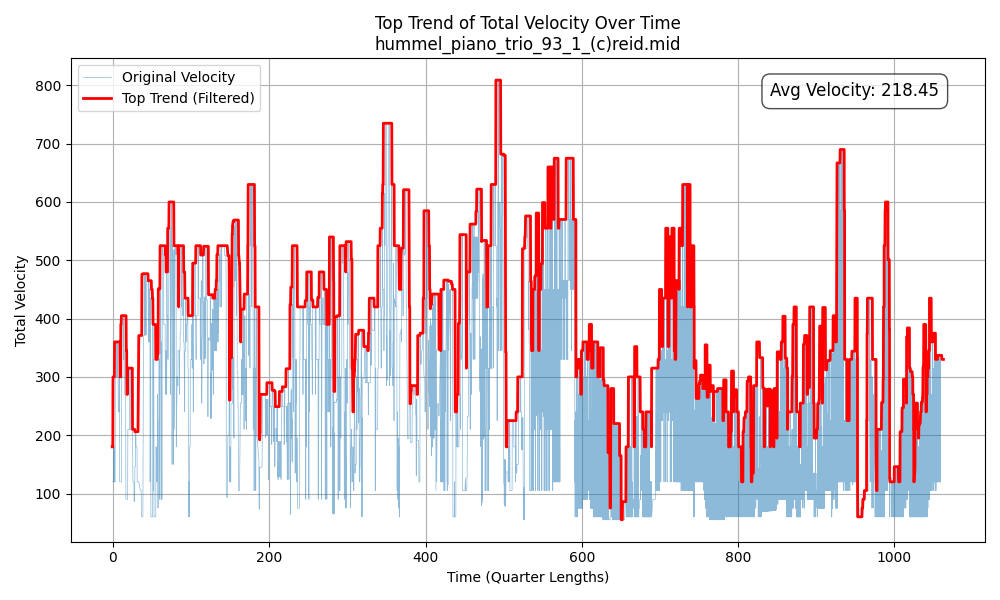 Top Trend of Total Velocity Over Time
hummel_piano_trio_93_1_(c)reid.mid
Original Velocity
Top Trend (Filtered)
Avg Velocity: 218.45
Total Velocity
800
700
600
500
400
300
200
100
0 200 400 600 800 1000
Time (Quarter Lengths)